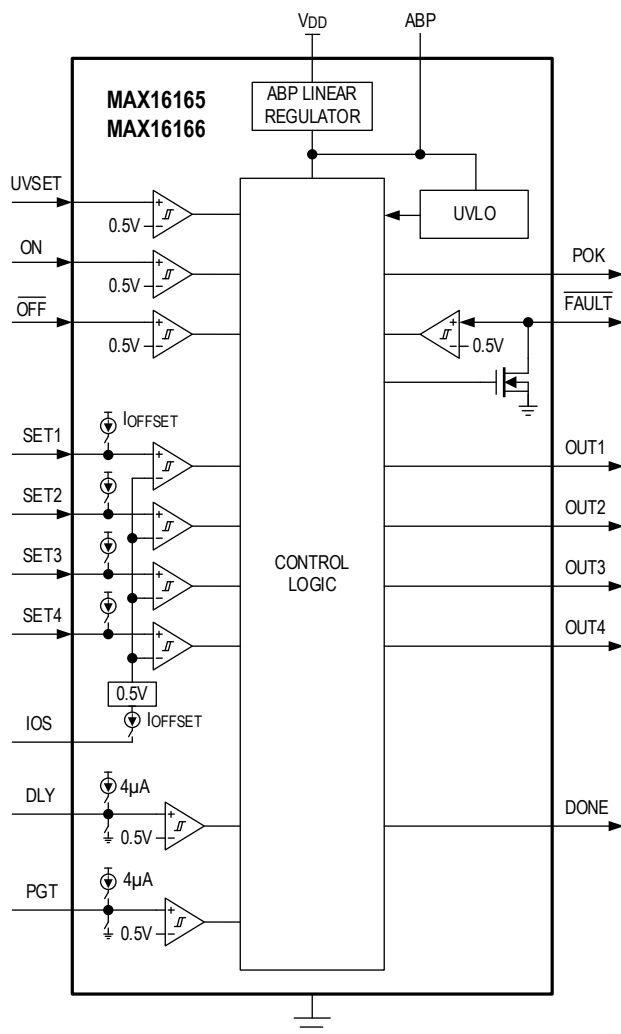 VDD
ABP
MAX16165
MAX16166
ABP LINEAR
REGULATOR
UVSET
+
0.5V
−
UVLO
ON
+
0.5V
−
POK
OFF
+
0.5V
−
FAULT
+
−
0.5V
IOFFSET
SET1
+
−
OUT1
SET2
+
−
OUT2
SET3
+
−
OUT3
CONTROL
LOGIC
SET4
+
−
OUT4
0.5V
IOFFSET
IOS
4µA
DLY
+
0.5V
−
DONE
4µA
PGT
+
0.5V
−